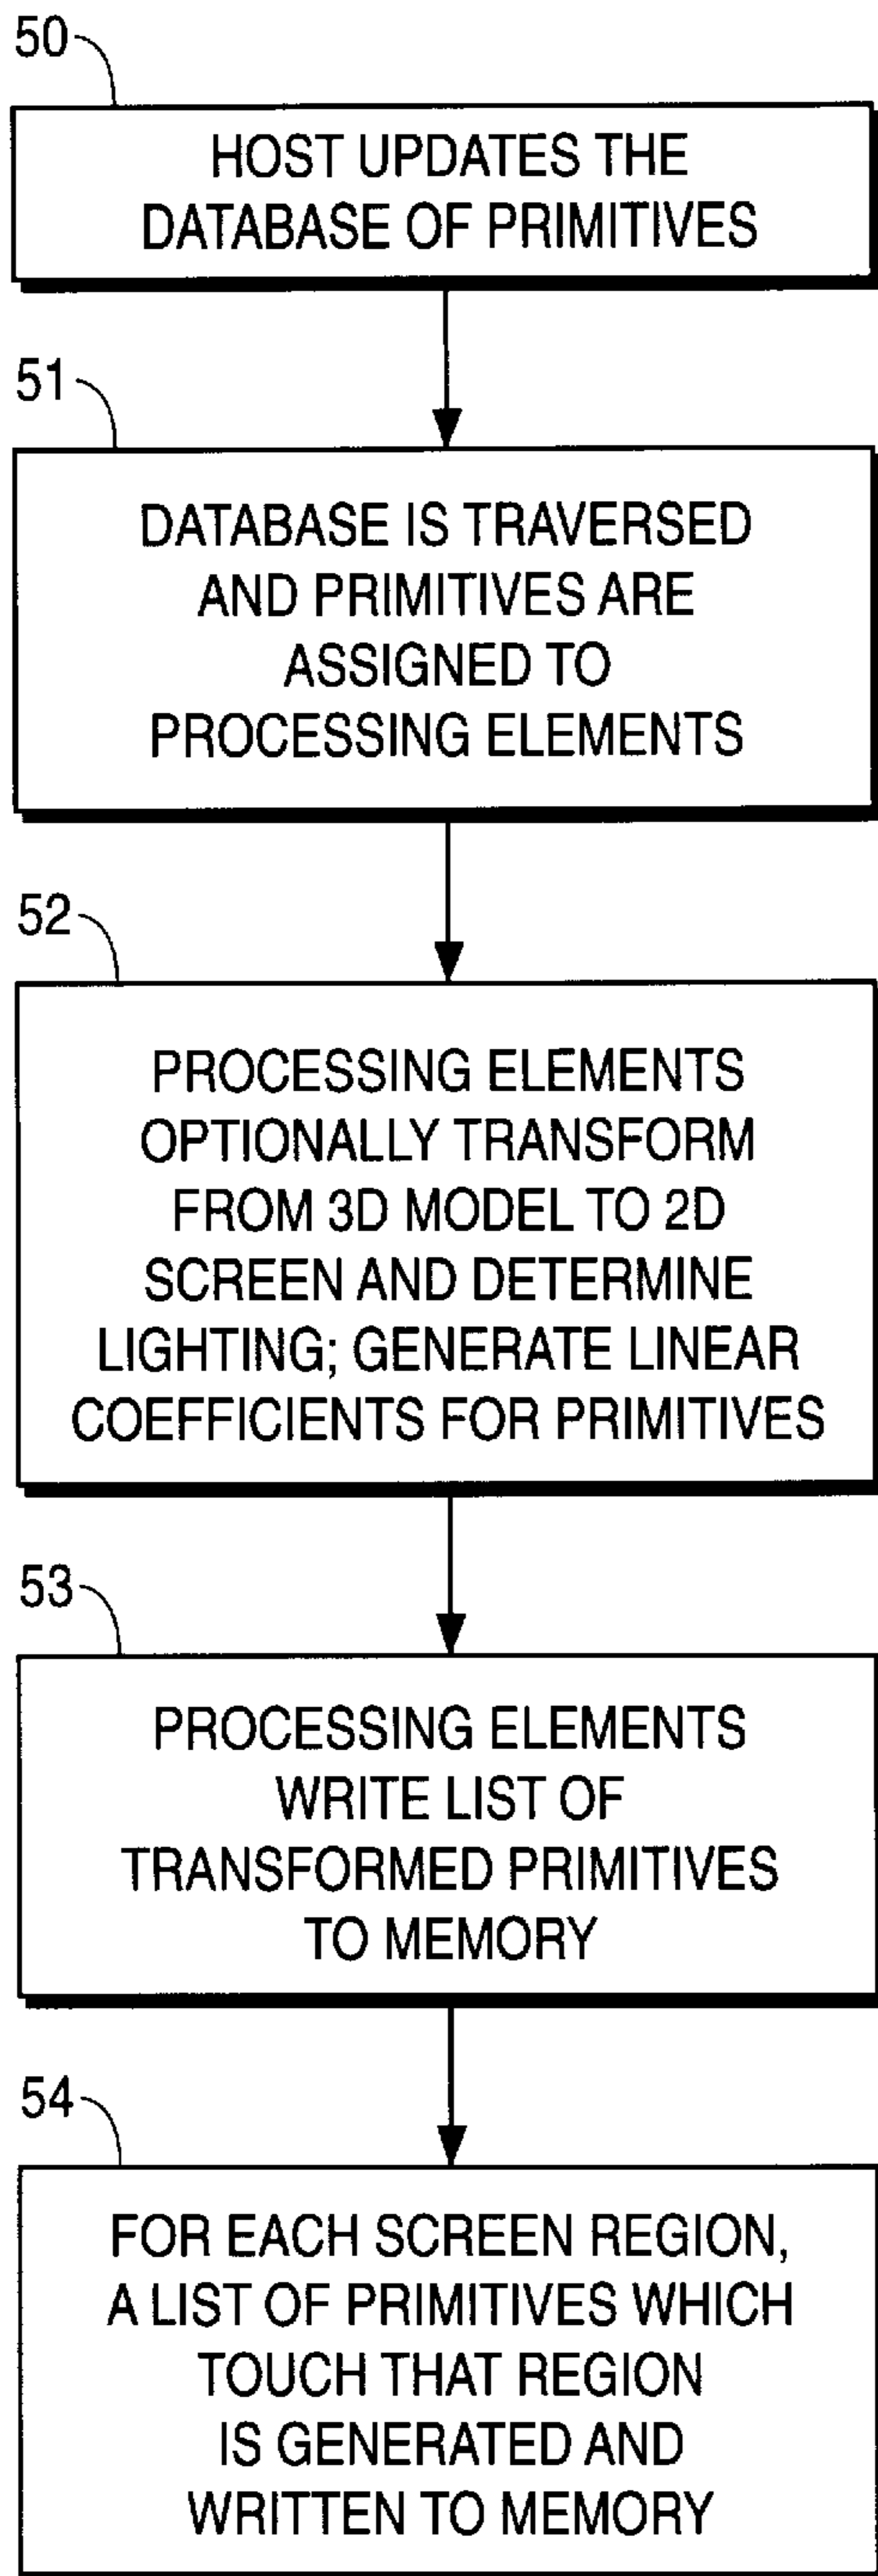 50
HOST UPDATES THE
DATABASE OF PRIMITIVES
51
DATABASE IS TRAVERSED
AND PRIMITIVES ARE
ASSIGNED TO
PROCESSING ELEMENTS
52
PROCESSING ELEMENTS
OPTIONALLY TRANSFORM
FROM 3D MODEL TO 2D
SCREEN AND DETERMINE
LIGHTING; GENERATE LINEAR
COEFFICIENTS FOR PRIMITIVES
53
PROCESSING ELEMENTS
WRITE LIST OF
TRANSFORMED PRIMITIVES
TO MEMORY
54
FOR EACH SCREEN REGION,
A LIST OF PRIMITIVES WHICH
TOUCH THAT REGION
IS GENERATED AND
WRITTEN TO MEMORY